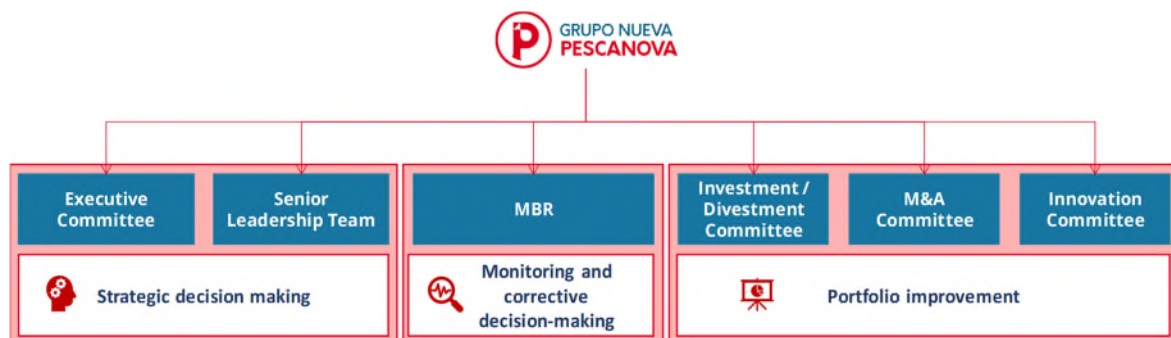 GRUPO NUEVA
PESCANOVA
Executive
Committee
Senior
Leadership Team
MBR
Investment /
Divestment
Committee
M&A
Committee
Innovation
Committee
Strategic decision making
Monitoring and
corrective
decision-making
Portfolio improvement